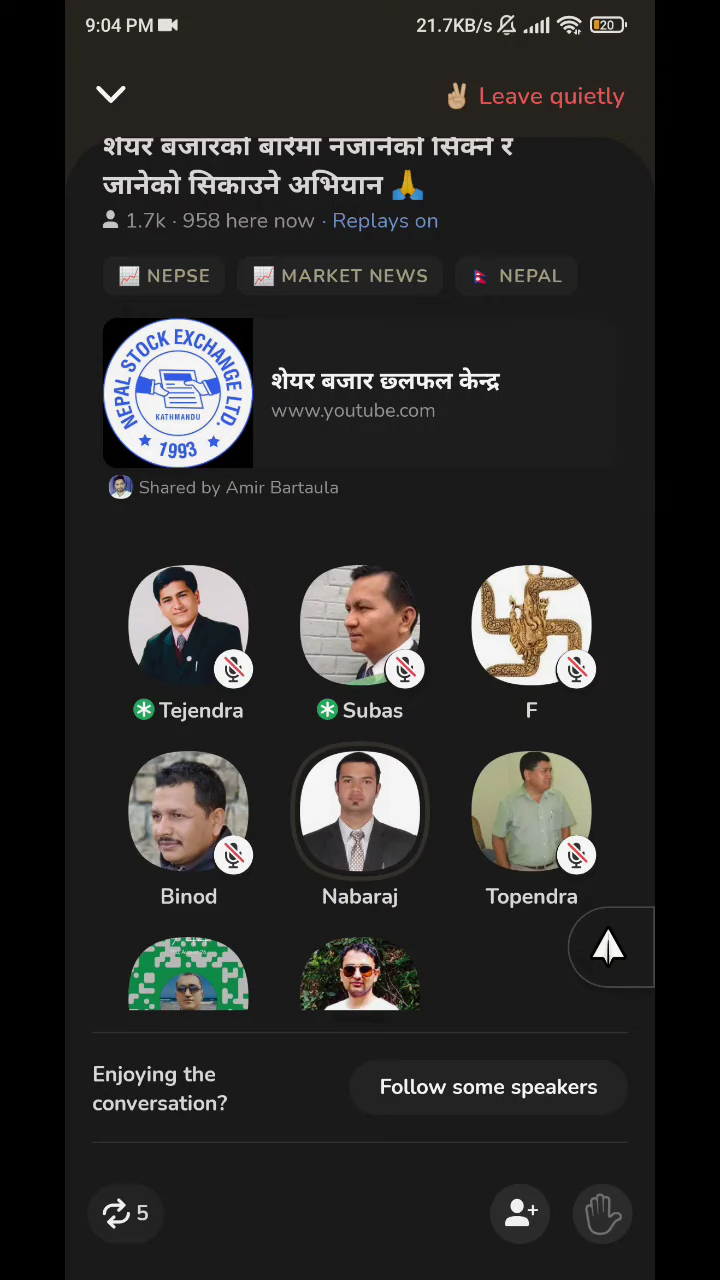 9:04 PM 21.7KB/s 20
Leave quietly
शेयर बजारको बारेमा नजानेको सिक्ने र
जानेको सिकाउने अभियान 🙏
1.7k · 958 here now · Replays on
📈 NEPSE 📈 MARKET NEWS 🇳🇵 NEPAL
NEPAL STOCK EXCHANGE LTD.
KATHMANDU
1993
शेयर बजार छलफल केन्द्र
www.youtube.com
Shared by Amir Bartaula
Tejendra Subas F
Binod Nabaraj Topendra
Enjoying the
conversation?
Follow some speakers
5